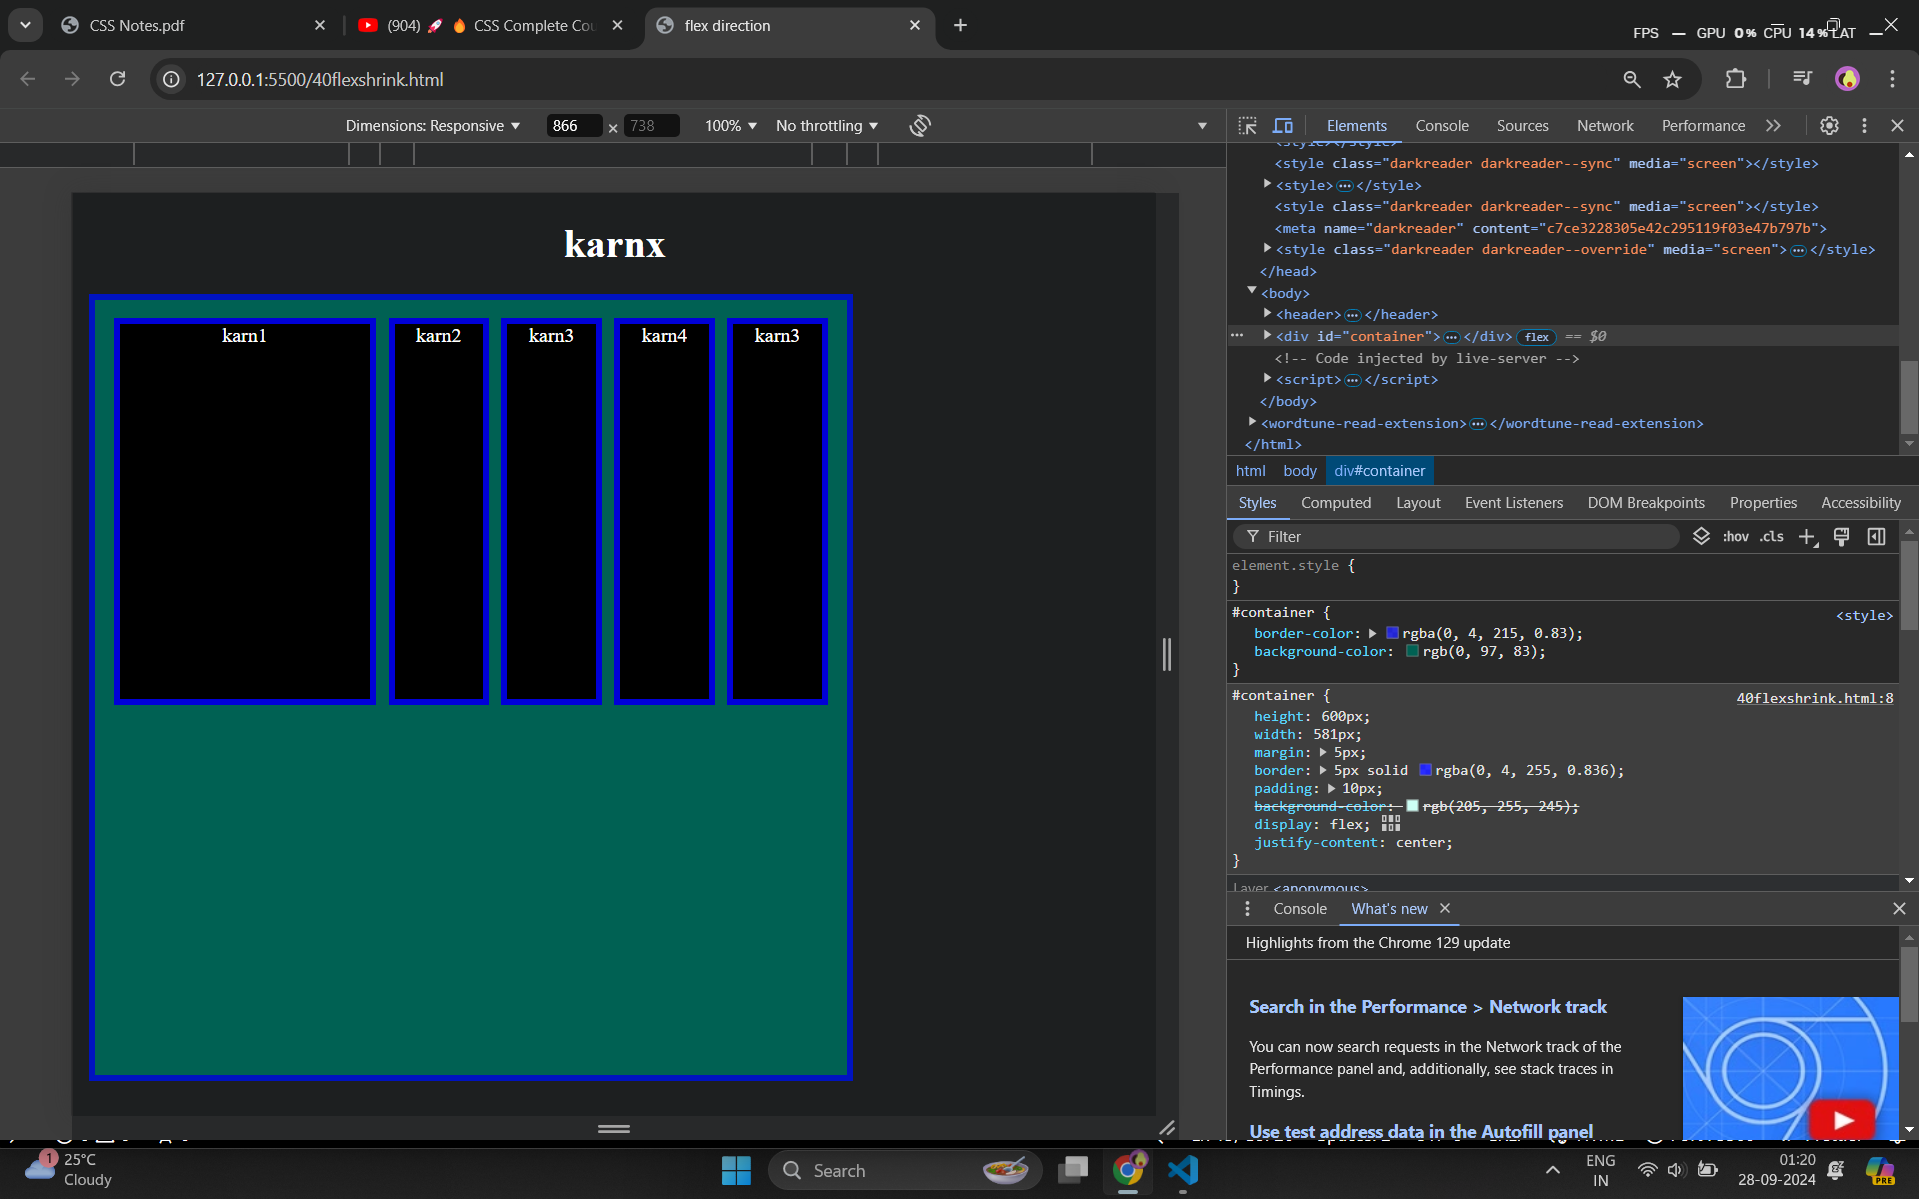 CSS Notes.pdf
(904) 🚀 🔥 CSS Complete Cou
flex direction
FPS — GPU 0% CPU 14% LAT —
127.0.0.1:5500/40flexshrink.html
Dimensions: Responsive 866 × 738 100% No throttling
Elements Console Sources Network Performance
<style></style>
<style class="darkreader darkreader--sync" media="screen"></style>
<style>…</style>
<style class="darkreader darkreader--sync" media="screen"></style>
<meta name="darkreader" content="c7ce3228305e42c295119f03e47b797b">
<style class="darkreader darkreader--override" media="screen">…</style>
</head>
<body>
<header>…</header>
<div id="container">…</div> flex == $0
<!-- Code injected by live-server -->
<script>…</script>
</body>
<wordtune-read-extension>…</wordtune-read-extension>
</html>
html body div#container
karnx
karn1
karn2
karn3
karn4
karn3
Styles Computed Layout Event Listeners DOM Breakpoints Properties Accessibility
Filter :hov .cls
element.style {
}
#container { <style>
border-color: rgba(0, 4, 215, 0.83);
background-color: rgb(0, 97, 83);
}
#container { 40flexshrink.html:8
height: 600px;
width: 581px;
margin: 5px;
border: 5px solid rgba(0, 4, 255, 0.836);
padding: 10px;
background-color: rgb(205, 255, 245);
display: flex;
justify-content: center;
}
Layer <anonymous>
Console What's new
Highlights from the Chrome 129 update
Search in the Performance > Network track
You can now search requests in the Network track of the
Performance panel and, additionally, see stack traces in
Timings.
Use test address data in the Autofill panel
1
25°C
Cloudy
Search
ENG
IN
01:20
28-09-2024
PRE